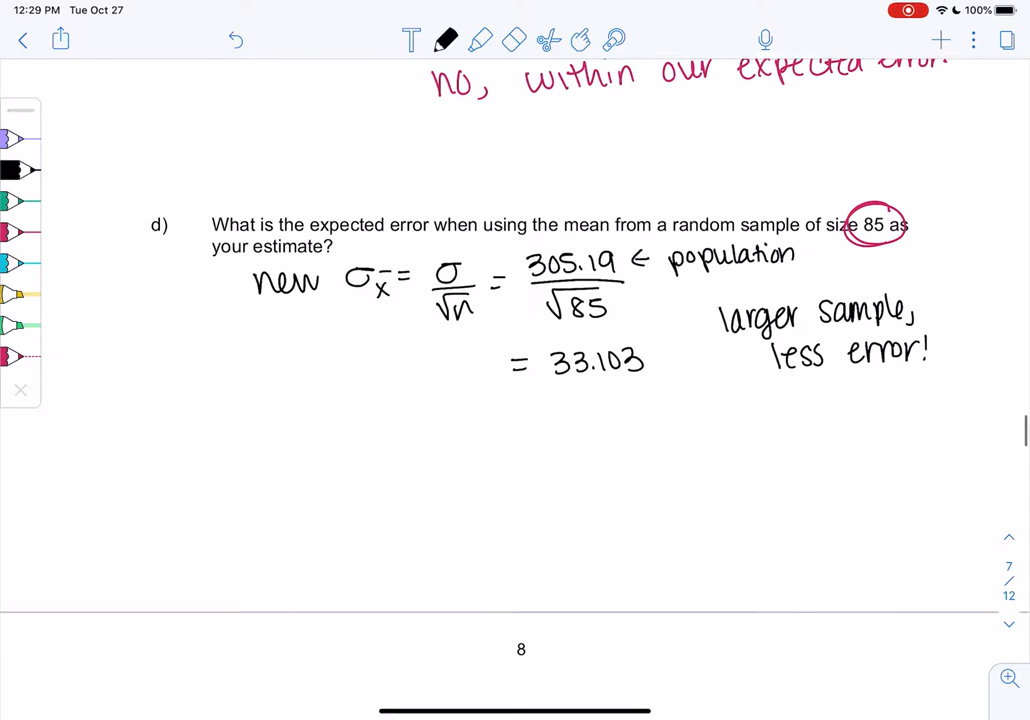 12:29 PM Tue Oct 27
100%
T
no, within our expected error.
d) What is the expected error when using the mean from a random sample of size 85 as
your estimate?
new σx̄ = σ/√n = 305.19/√85 ← population
= 33.103
larger sample,
less error!
7
/
12
8